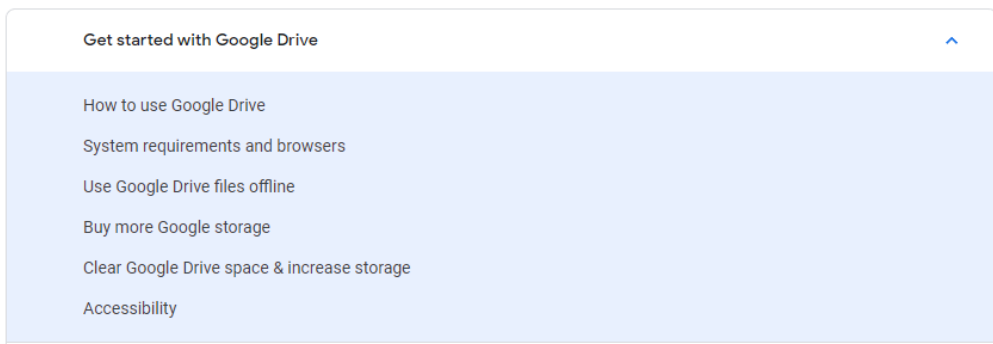 Get started with Google Drive
How to use Google Drive
System requirements and browsers
Use Google Drive files offline
Buy more Google storage
Clear Google Drive space & increase storage
Accessibility